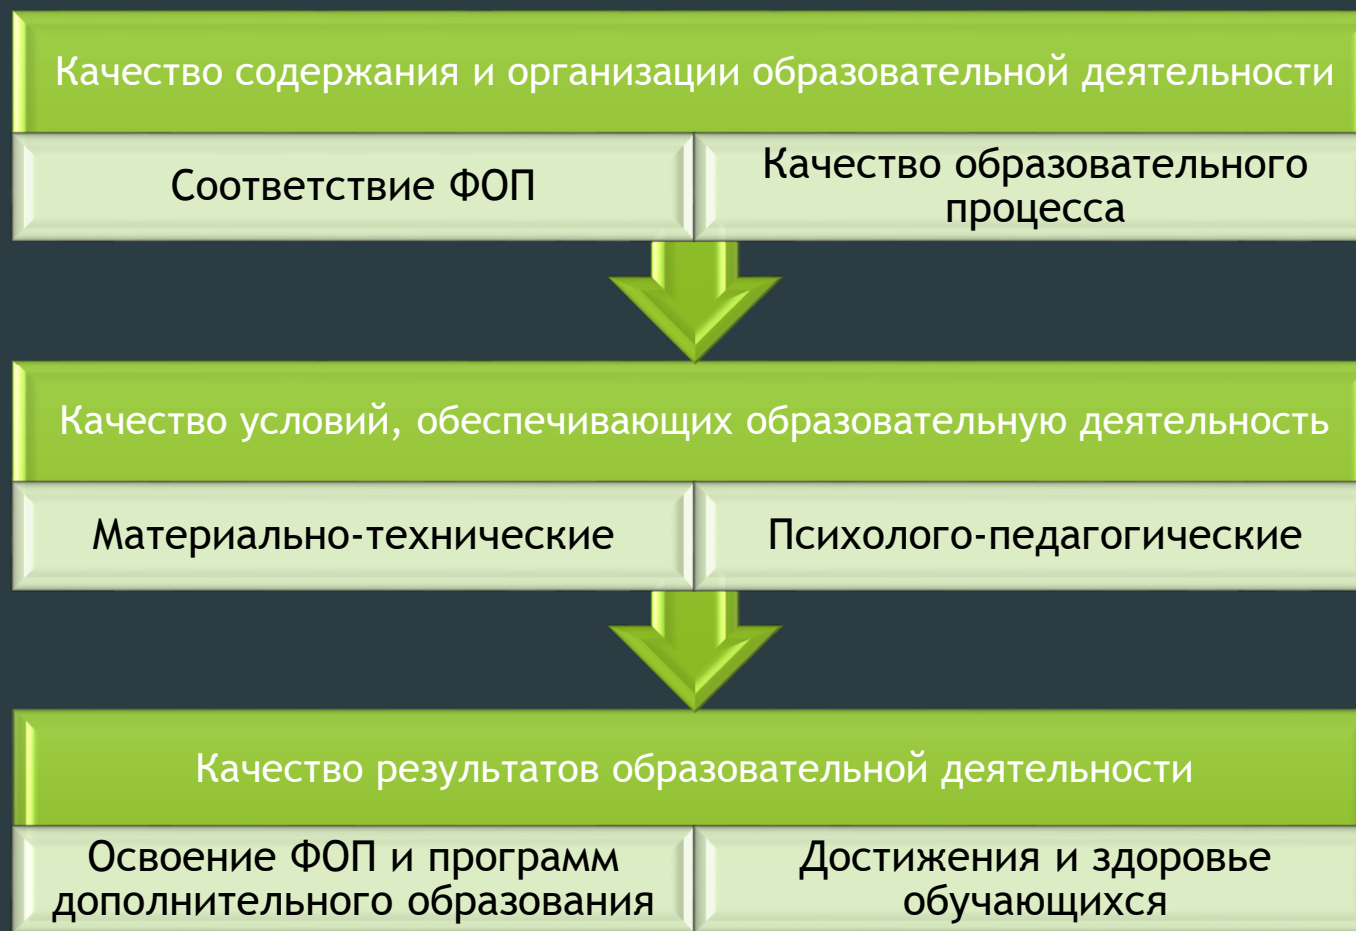 Качество содержания и организации образовательной деятельности
Соответствие ФОП
Качество образовательного
процесса
Качество условий, обеспечивающих образовательную деятельность
Материально-технические
Психолого-педагогические
Качество результатов образовательной деятельности
Освоение ФОП и программ
дополнительного образования
Достижения и здоровье
обучающихся